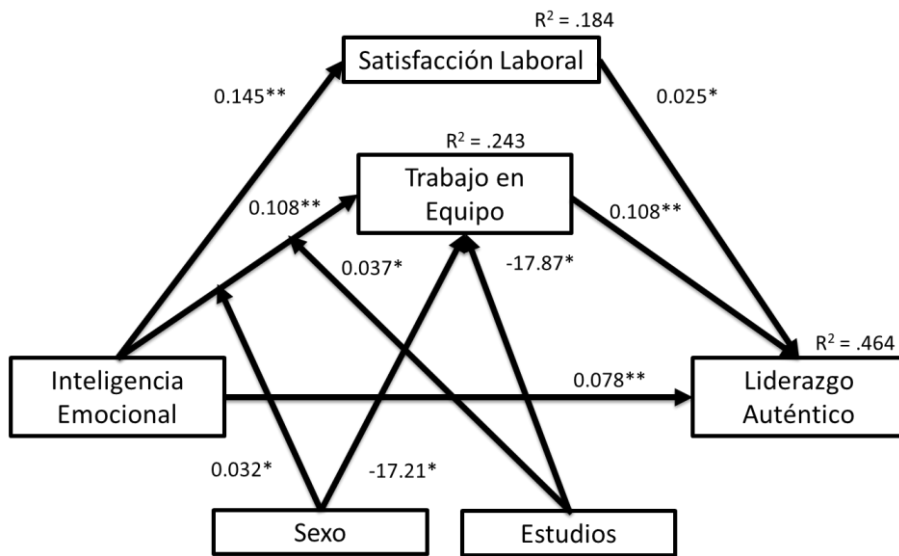 R² = .184
Satisfacción Laboral
0.145**
0.025*
R² = .243
Trabajo en
Equipo
0.108**
0.108**
0.037*
-17.87*
R² = .464
Inteligencia
Emocional
0.078**
Liderazgo
Auténtico
0.032*
-17.21*
Sexo
Estudios